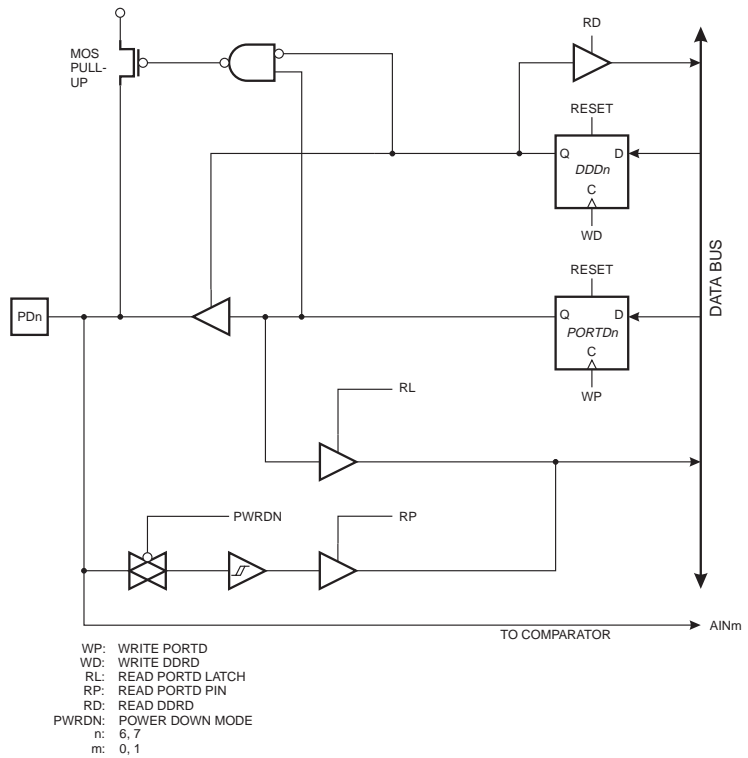 RD
MOS
PULL-
UP
RESET
Q D
DDDn
C
WD
RESET
DATA BUS
PDn
Q D
PORTDn
C
WP
RL
PWRDN
RP
TO COMPARATOR
AINm
WP: WRITE PORTD
WD: WRITE DDRD
RL: READ PORTD LATCH
RP: READ PORTD PIN
RD: READ DDRD
PWRDN: POWER DOWN MODE
n: 6, 7
m: 0, 1